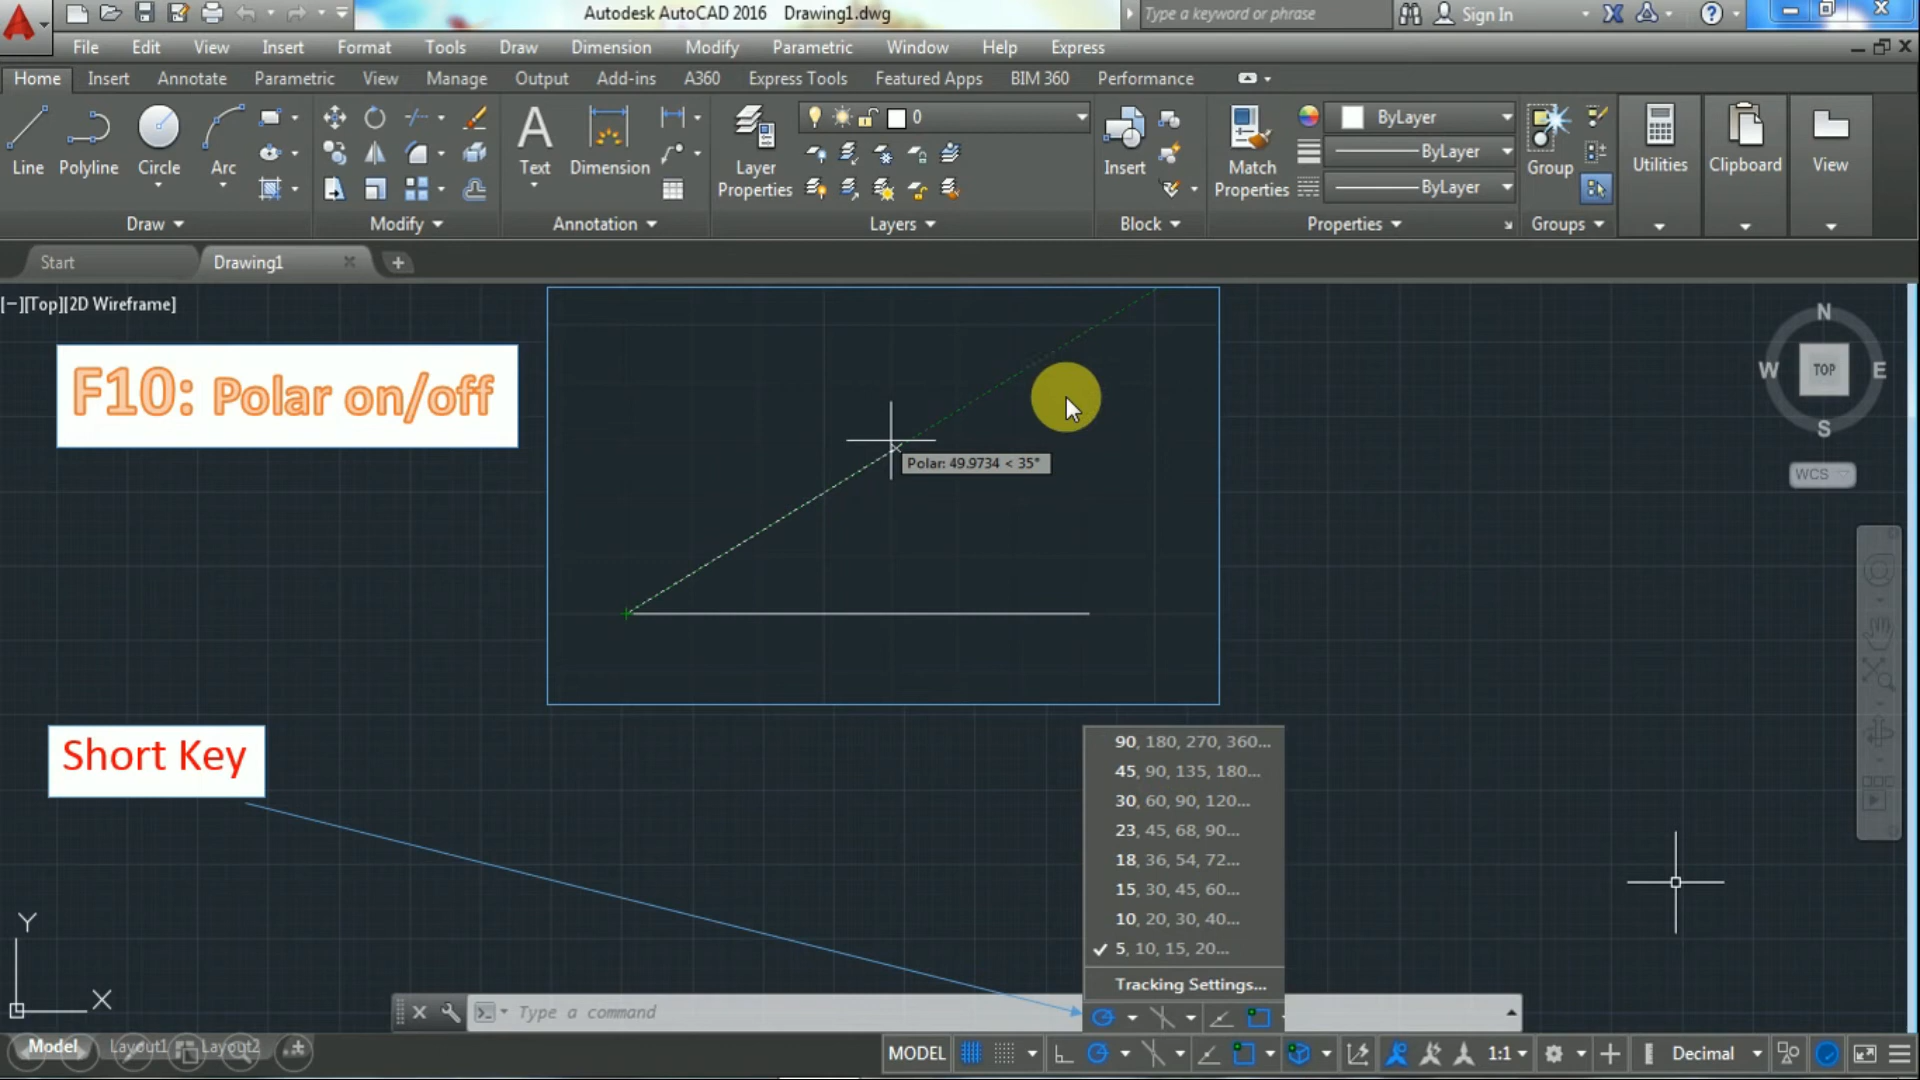 Autodesk AutoCAD 2016 Drawing1.dwg
Type a keyword or phrase
Sign In
File Edit View Insert Format Tools Draw Dimension Modify Parametric Window Help Express
Home Insert Annotate Parametric View Manage Output Add-ins A360 Express Tools Featured Apps BIM 360 Performance
0
ByLayer
ByLayer
ByLayer
Line Polyline Circle Arc
Text Dimension
Layer Properties
Insert
Match Properties
Group
Utilities
Clipboard
View
Draw Modify Annotation Layers Block Properties Groups
Start Drawing1
[−][Top][2D Wireframe]
F10: Polar on/off
Polar: 49.9734 < 35°
N
W TOP E
S
WCS
Short Key
90, 180, 270, 360...
45, 90, 135, 180...
30, 60, 90, 120...
23, 45, 68, 90...
18, 36, 54, 72...
15, 30, 45, 60...
10, 20, 30, 40...
5, 10, 15, 20...
Tracking Settings...
Y
X
Type a command
Model Layout1 Layout2
MODEL
1:1
Decimal